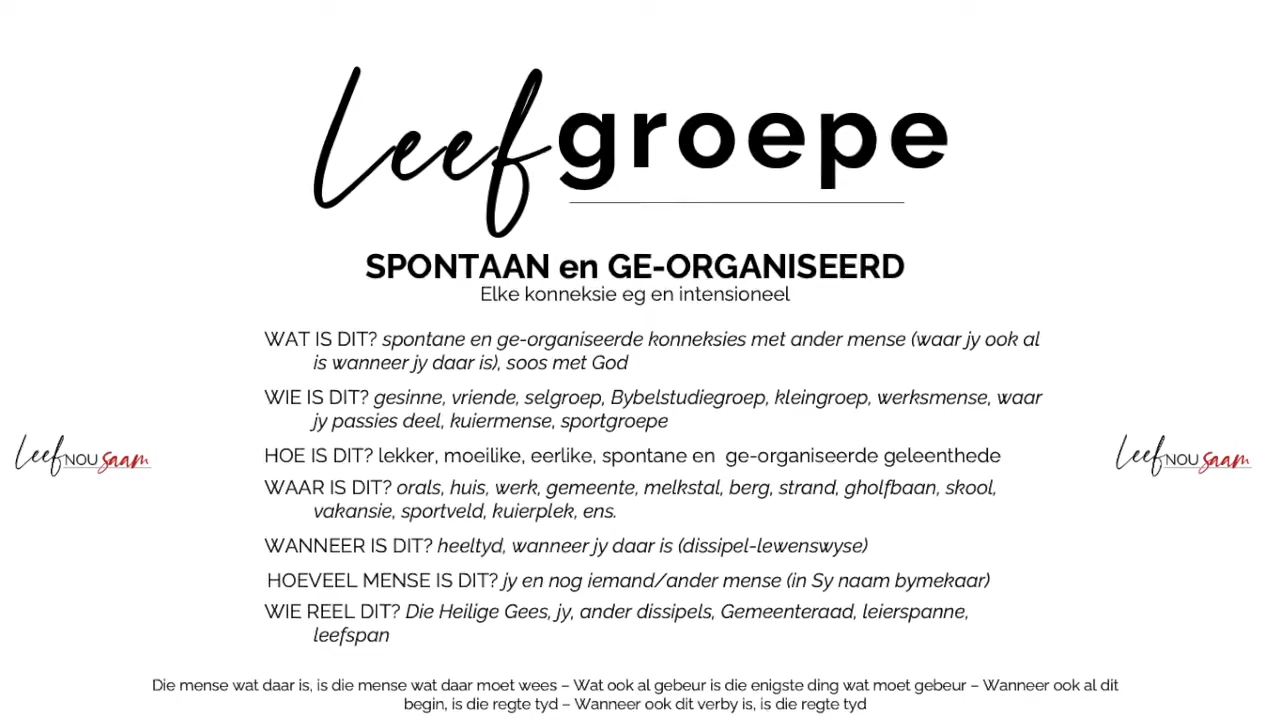 Leefgroepe
SPONTAAN en GE-ORGANISEERD
Elke konneksie eg en intensioneel
WAT IS DIT? spontane en ge-organiseerde konneksies met ander mense (waar jy ook al
is wanneer jy daar is), soos met God
WIE IS DIT? gesinne, vriende, selgroep, Bybelstudiegroep, kleingroep, werksmense, waar
jy passies deel, kuiermense, sportgroepe
HOE IS DIT? lekker, moeilike, eerlike, spontane en ge-organiseerde geleenthede
WAAR IS DIT? orals, huis, werk, gemeente, melkstal, berg, strand, gholfbaan, skool,
vakansie, sportveld, kuierplek, ens.
WANNEER IS DIT? heeltyd, wanneer jy daar is (dissipel-lewenswyse)
HOEVEEL MENSE IS DIT? jy en nog iemand/ander mense (in Sy naam bymekaar)
WIE REEL DIT? Die Heilige Gees, jy, ander dissipels, Gemeenteraad, leierspanne,
leefspan
Leef NOU saam
Leef NOU saam
Die mense wat daar is, is die mense wat daar moet wees – Wat ook al gebeur is die enigste ding wat moet gebeur – Wanneer ook al dit
begin, is die regte tyd – Wanneer ook dit verby is, is die regte tyd